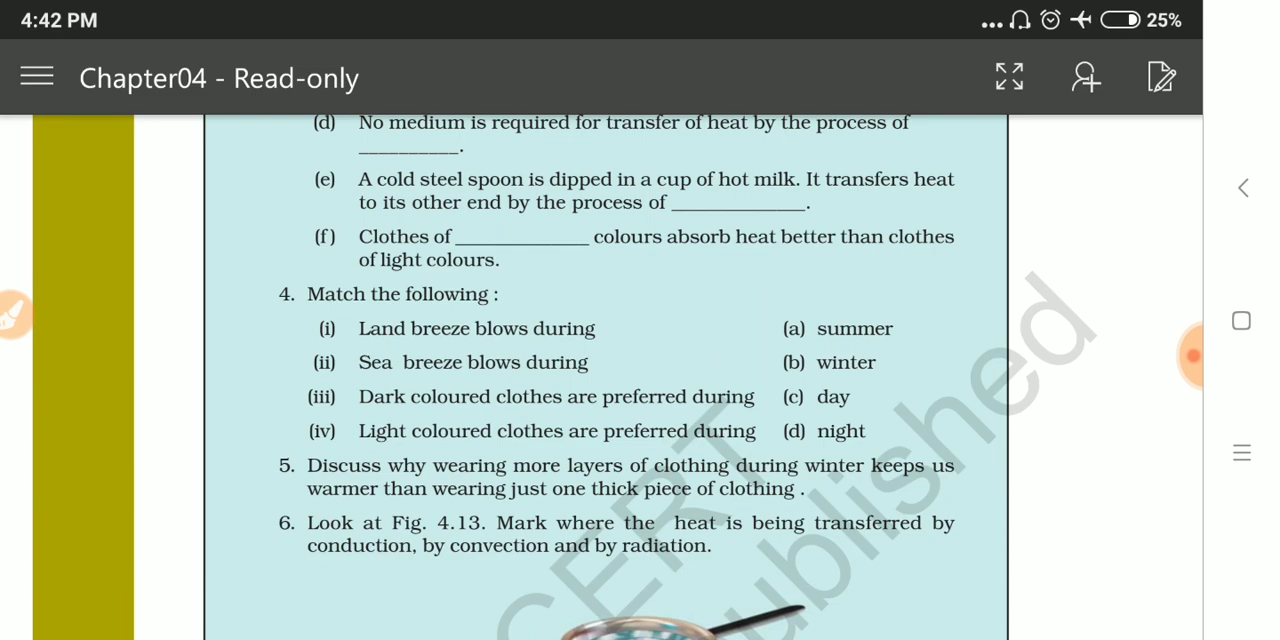 4:42 PM
25%
Chapter04 - Read-only
(d) No medium is required for transfer of heat by the process of
__________.
(e) A cold steel spoon is dipped in a cup of hot milk. It transfers heat
to its other end by the process of _____________.
(f) Clothes of _____________ colours absorb heat better than clothes
of light colours.
4. Match the following :
(i) Land breeze blows during (a) summer
(ii) Sea breeze blows during (b) winter
(iii) Dark coloured clothes are preferred during (c) day
(iv) Light coloured clothes are preferred during (d) night
5. Discuss why wearing more layers of clothing during winter keeps us
warmer than wearing just one thick piece of clothing .
6. Look at Fig. 4.13. Mark where the heat is being transferred by
conduction, by convection and by radiation.